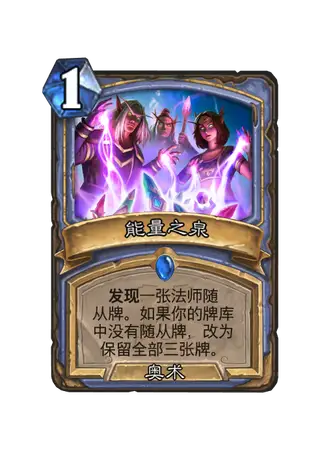 1
能量之泉
发现一张法师随
从牌。如果你的牌库
中没有随从牌，改为
保留全部三张牌。
奥术